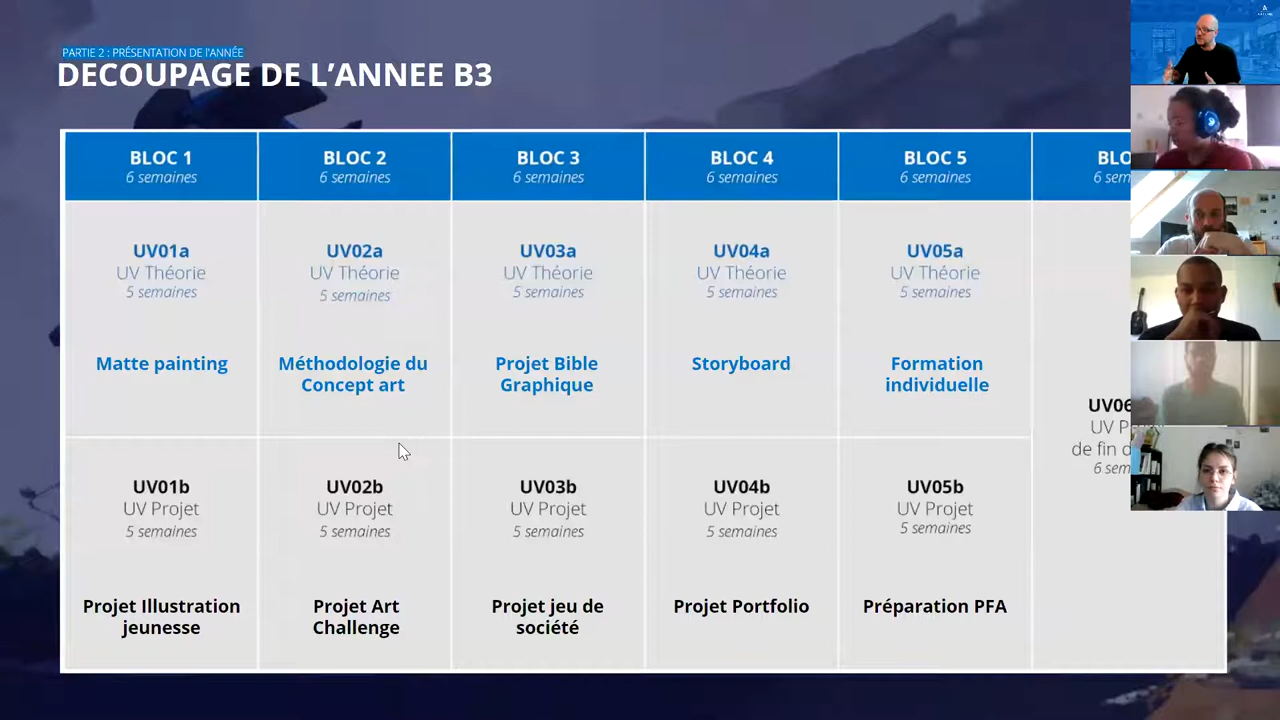 PARTIE 2 : PRÉSENTATION DE l'ANNÉE
DECOUPAGE DE L'ANNEE B3
BLOC 1
6 semaines
BLOC 2
6 semaines
BLOC 3
6 semaines
BLOC 4
6 semaines
BLOC 5
6 semaines
UV01a
UV Théorie
5 semaines
Matte painting
UV02a
UV Théorie
5 semaines
Méthodologie du
Concept art
UV03a
UV Théorie
5 semaines
Projet Bible
Graphique
UV04a
UV Théorie
5 semaines
Storyboard
UV05a
UV Théorie
5 semaines
Formation
individuelle
UV01b
UV Projet
5 semaines
Projet Illustration
jeunesse
UV02b
UV Projet
5 semaines
Projet Art
Challenge
UV03b
UV Projet
5 semaines
Projet jeu de
société
UV04b
UV Projet
5 semaines
Projet Portfolio
UV05b
UV Projet
5 semaines
Préparation PFA
UV06
UV
de fin
6